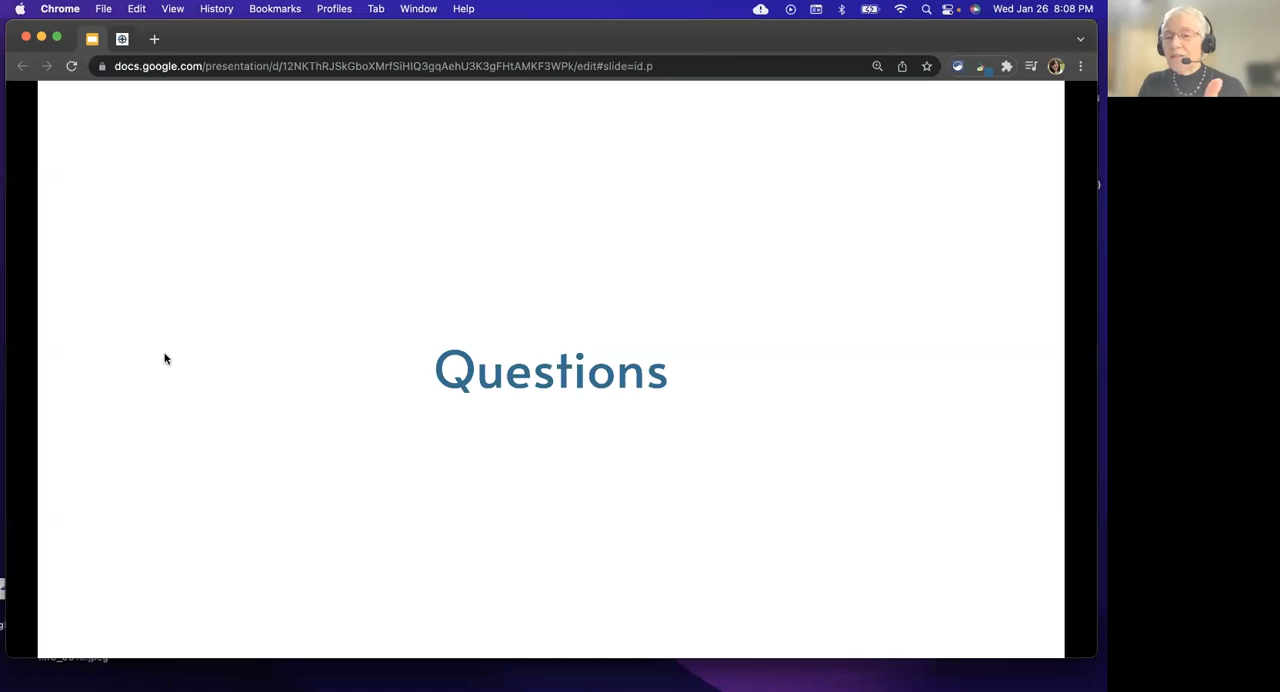 Chrome File Edit View History Bookmarks Profiles Tab Window Help Wed Jan 26 8:08 PM
docs.google.com/presentation/d/12NKThRJSkGboXMrfSiHIQ3gqAehU3K3gFHtAMKF3WPk/edit#slide=id.p
Questions